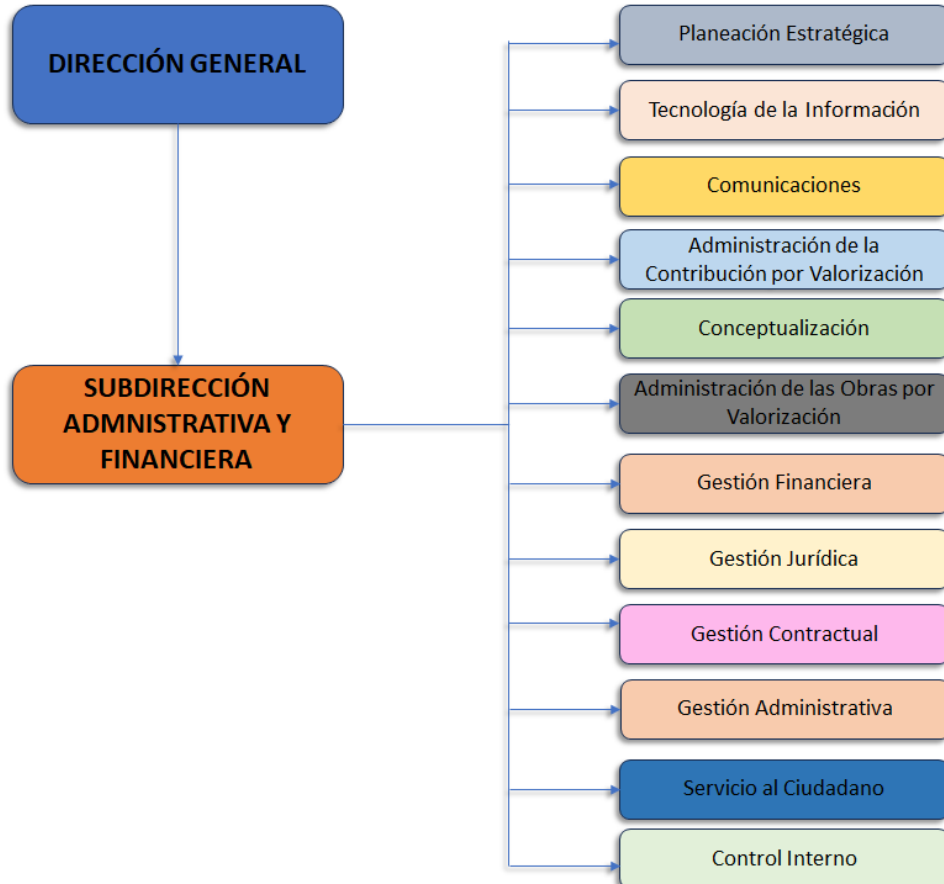 DIRECCIÓN GENERAL
SUBDIRECCIÓN
ADMNISTRATIVA Y
FINANCIERA
Planeación Estratégica
Tecnología de la Información
Comunicaciones
Administración de la
Contribución por Valorización
Conceptualización
Administración de las Obras por
Valorización
Gestión Financiera
Gestión Jurídica
Gestión Contractual
Gestión Administrativa
Servicio al Ciudadano
Control Interno